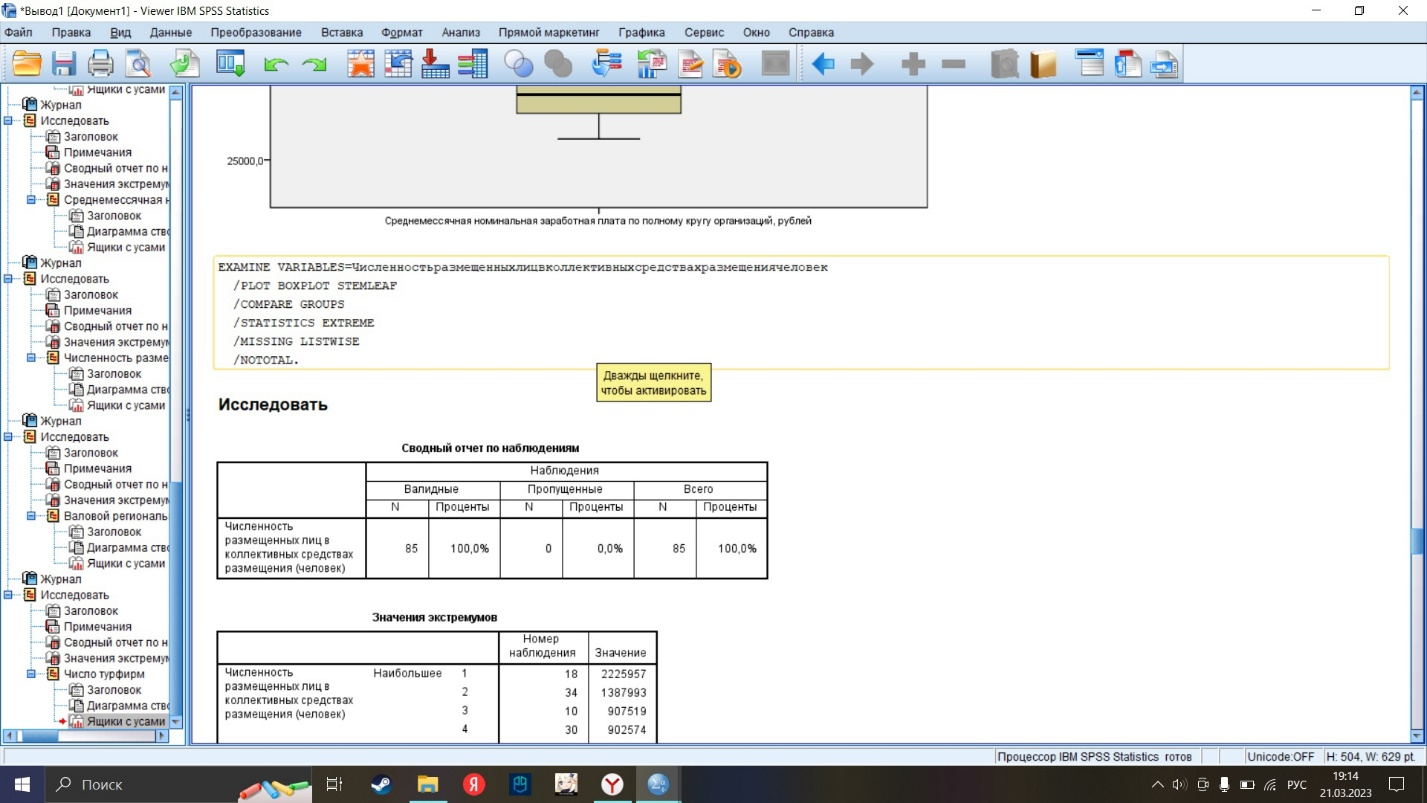 *Вывод1 [Документ1] - Viewer IBM SPSS Statistics
Файл Правка Вид Данные Преобразование Вставка Формат Анализ Прямой маркетинг Графика Сервис Окно Справка
Ящики с усами
Журнал
Исследовать
Заголовок
Примечания
Сводный отчет по н
Значения экстремум
Среднемессячная н
Заголовок
Диаграмма ство
Ящики с усами
Журнал
Исследовать
Заголовок
Примечания
Сводный отчет по н
Значения экстремум
Численность разме
Заголовок
Диаграмма ство
Ящики с усами
Журнал
Исследовать
Заголовок
Примечания
Сводный отчет по н
Значения экстремум
Валовой региональ
Заголовок
Диаграмма ство
Ящики с усами
Журнал
Исследовать
Заголовок
Примечания
Сводный отчет по н
Значения экстремум
Число турфирм
Заголовок
Диаграмма ство
Ящики с усами
25000,0
Среднемессячная номинальная заработная плата по полному кругу организаций, рублей
EXAMINE VARIABLES=Численностьразмещенныхлицвколлективныхсредствахразмещениячеловек
/PLOT BOXPLOT STEMLEAF
/COMPARE GROUPS
/STATISTICS EXTREME
/MISSING LISTWISE
/NOTOTAL.
Дважды щелкните,
чтобы активировать
Исследовать
Сводный отчет по наблюдениям
Наблюдения
Валидные Пропущенные Всего
N Проценты N Проценты N Проценты
Численность
размещенных лиц в
коллективных средствах
размещения (человек)
85 100,0% 0 0,0% 85 100,0%
Значения экстремумов
Номер
наблюдения Значение
Численность
размещенных лиц в
коллективных средствах
размещения (человек)
Наибольшее 1 18 2225957
2 34 1387993
3 10 907519
4 30 902574
Процессор IBM SPSS Statistics готов Unicode:OFF H: 504, W: 629 pt.
Поиск
РУС
19:14
21.03.2023